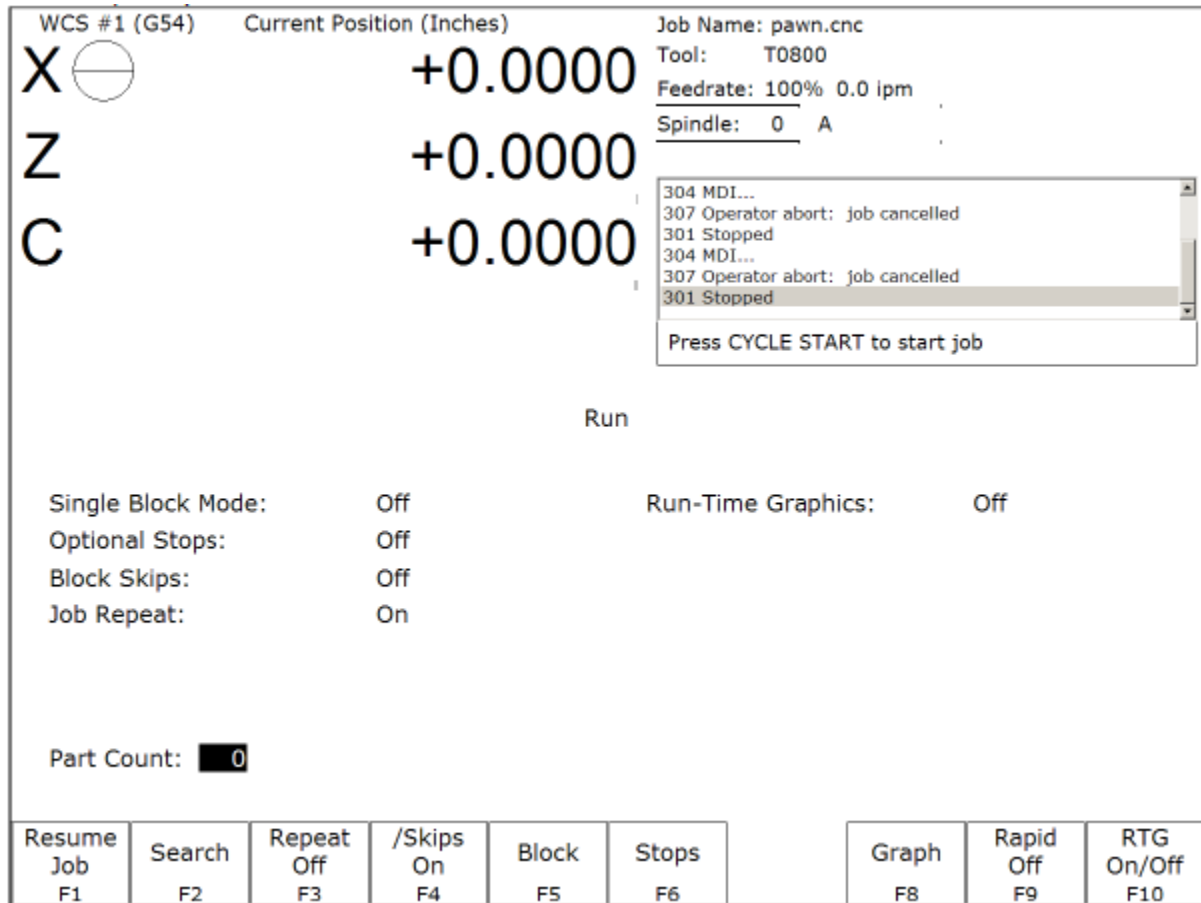 WCS #1 (G54) Current Position (Inches)
X +0.0000
Z +0.0000
C +0.0000
Job Name: pawn.cnc
Tool: T0800
Feedrate: 100% 0.0 ipm
Spindle: 0 A
304 MDI...
307 Operator abort: job cancelled
301 Stopped
304 MDI...
307 Operator abort: job cancelled
301 Stopped
Press CYCLE START to start job
Run
Single Block Mode: Off
Optional Stops: Off
Block Skips: Off
Job Repeat: On
Run-Time Graphics: Off
Part Count: 0
Resume
Job
F1
Search
F2
Repeat
Off
F3
/Skips
On
F4
Block
F5
Stops
F6
Graph
F8
Rapid
Off
F9
RTG
On/Off
F10